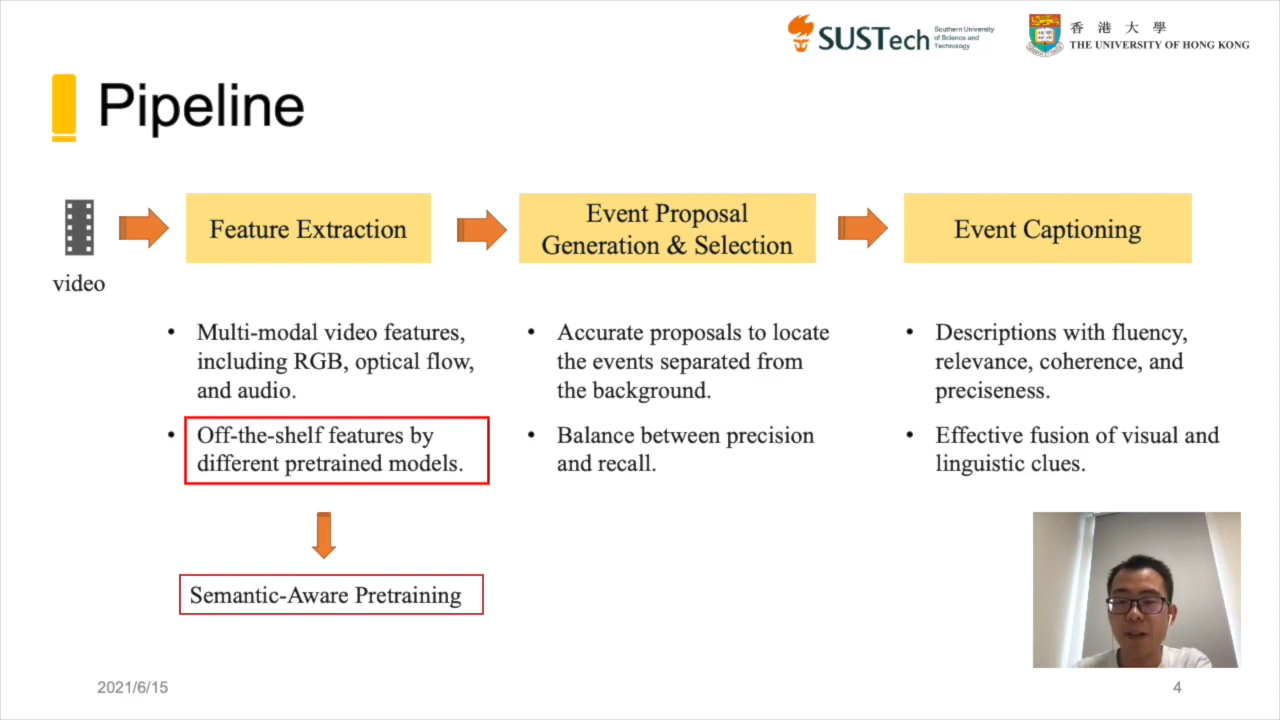 SUSTech
Southern University
of Science and
Technology
香港大學
THE UNIVERSITY OF HONG KONG
Pipeline
video
Feature Extraction
Event Proposal
Generation & Selection
Event Captioning
• Multi-modal video features,
including RGB, optical flow,
and audio.
• Off-the-shelf features by
different pretrained models.
Semantic-Aware Pretraining
• Accurate proposals to locate
the events separated from
the background.
• Balance between precision
and recall.
• Descriptions with fluency,
relevance, coherence, and
preciseness.
• Effective fusion of visual and
linguistic clues.
2021/6/15
4